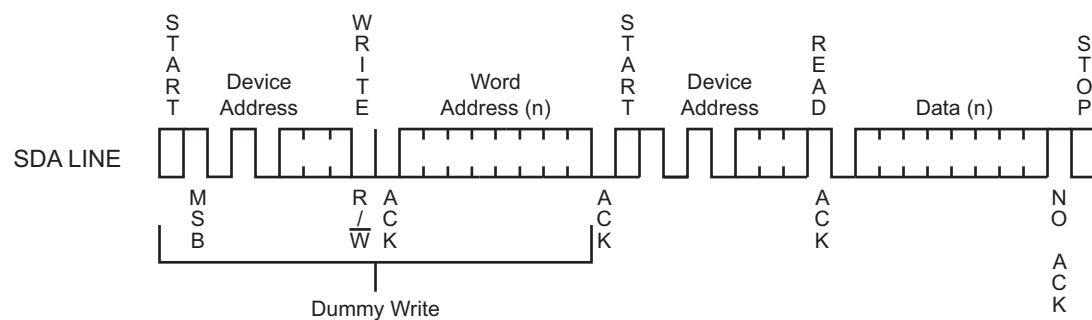 START
WRITE
START
READ
STOP
Device
Address
Word
Address (n)
Device
Address
Data (n)
SDA LINE
MSB
R/W̅
ACK
ACK
ACK
NO ACK
Dummy Write